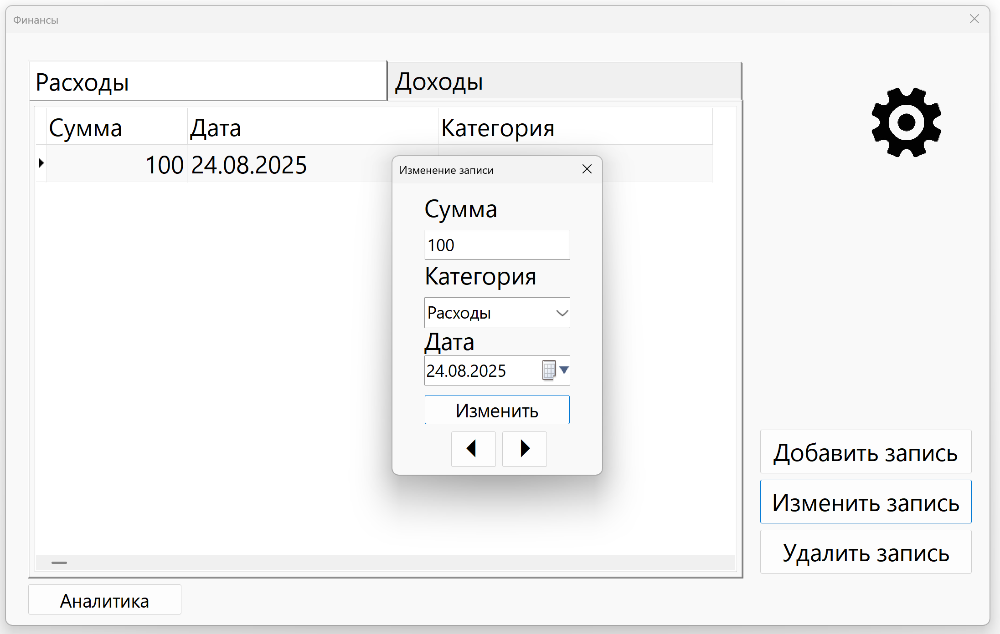 Финансы
Расходы
Доходы
Сумма
Дата
Категория
100
24.08.2025
Изменение записи
Сумма
100
Категория
Расходы
Дата
24.08.2025
Изменить
Добавить запись
Изменить запись
Удалить запись
Аналитика